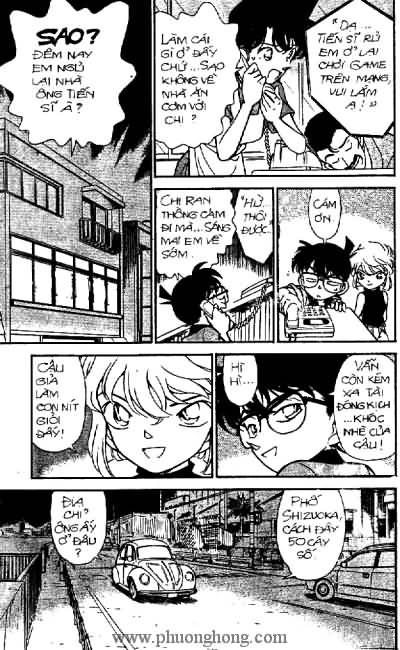 SAO?
ĐÊM NAY
EM NGỦ
LẠI NHÀ
ÔNG TIẾN
SĨ À?
LÀM CÁI
GÌ Ở ĐẤY
CHỨ...SAO
KHÔNG VỀ
NHÀ ĂN
CƠM VỚI
CHỊ?
"DẠ...
TIẾN SĨ RỦ
EM Ở LẠI
CHƠI GAME
TRÊN MẠNG,
VUI LẮM
Ạ!"
CHỊ RAN
THÔNG CẢM
ĐI MÀ...SÁNG
MAI EM VỀ
SỚM.
"HỪ,
THÔI
ĐƯỢC."
CÁM
ƠN.
CẬU
GIẢ
LÀM
CON NÍT
GIỎI
ĐẤY!
HÌ
HÌ...
VẪN
CÒN KÉM
XA TÀI
ĐÓNG KỊCH
...KHÓC
NHÈ CỦA
CẬU!
ĐỊA
CHỈ
ÔNG ẤY
Ở ĐÂU
?
PHỐ
SHIZUOKA,
CÁCH ĐÂY
50 CÂY
SỐ.
www.phuonghong.com